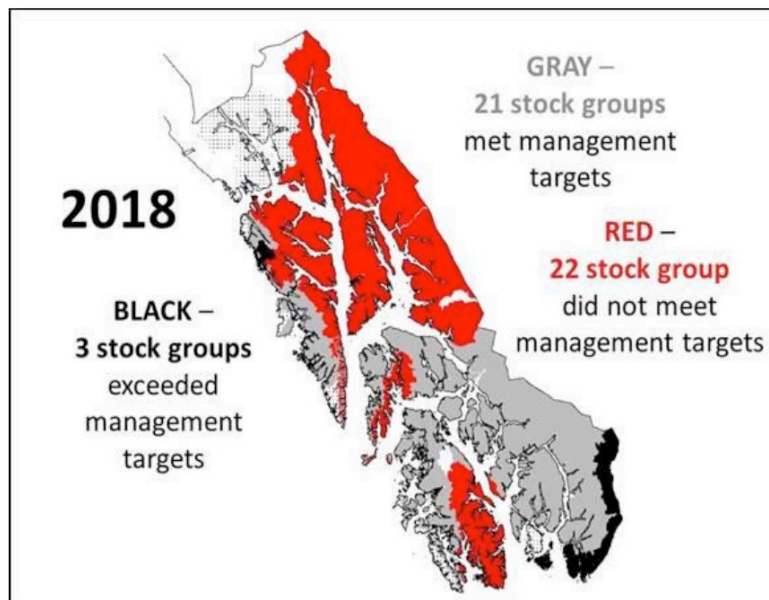 GRAY –
21 stock groups
met management
targets
2018
RED –
22 stock group
did not meet
management targets
BLACK –
3 stock groups
exceeded
management
targets